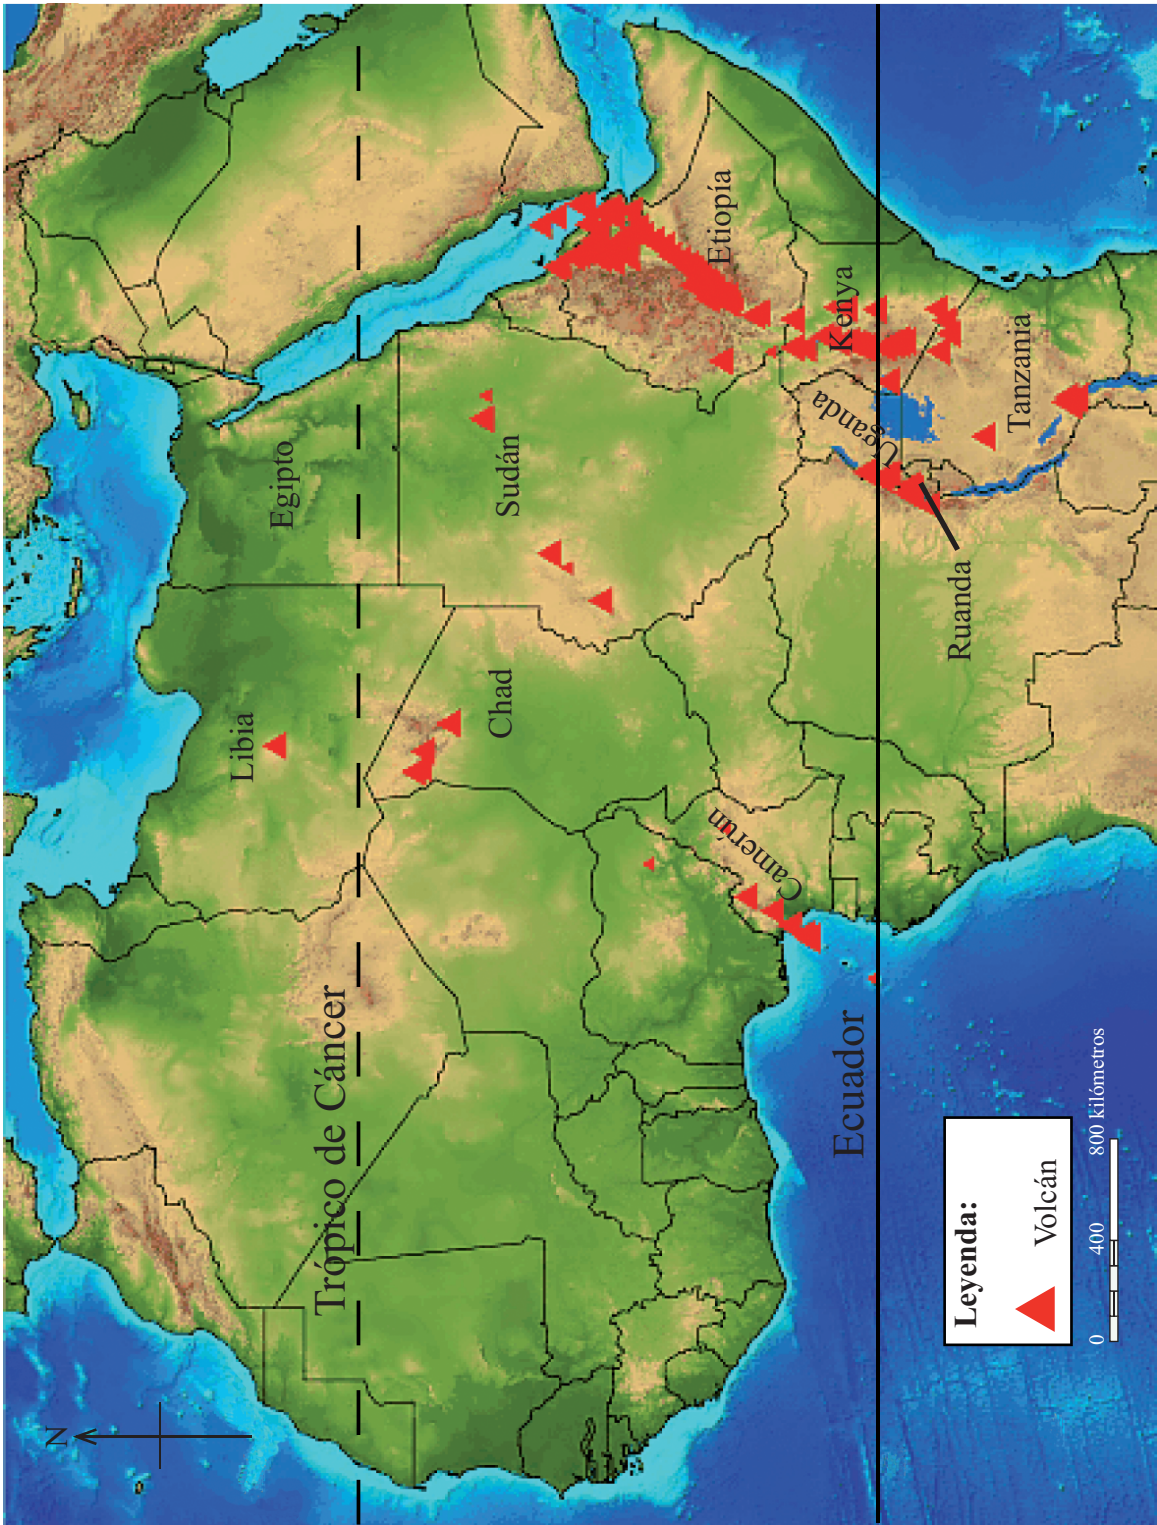 N
Libia
Egipto
Trópico de Cáncer
Chad
Sudán
Etiopía
Camerún
Uganda
Kenya
Ecuador
Ruanda
Tanzania
Leyenda:
Volcán
0 400 800 kilómetros